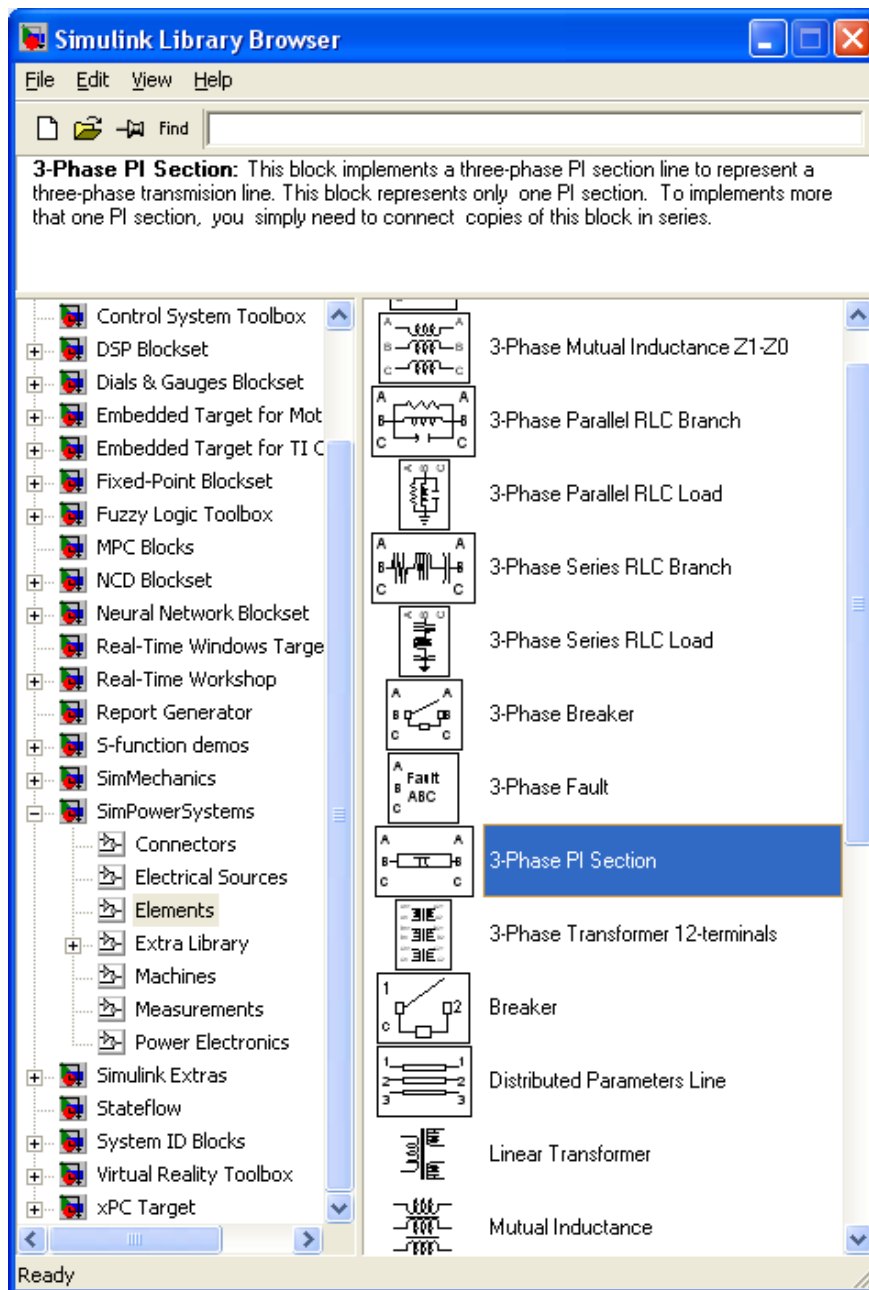 Simulink Library Browser
File Edit View Help
Find
3-Phase PI Section: This block implements a three-phase PI section line to represent a
three-phase transmision line. This block represents only one PI section. To implements more
that one PI section, you simply need to connect copies of this block in series.
Control System Toolbox
DSP Blockset
Dials & Gauges Blockset
Embedded Target for Mot
Embedded Target for TI C
Fixed-Point Blockset
Fuzzy Logic Toolbox
MPC Blocks
NCD Blockset
Neural Network Blockset
Real-Time Windows Targe
Real-Time Workshop
Report Generator
S-function demos
SimMechanics
SimPowerSystems
Connectors
Electrical Sources
Elements
Extra Library
Machines
Measurements
Power Electronics
Simulink Extras
Stateflow
System ID Blocks
Virtual Reality Toolbox
xPC Target
A A
B B
C C
3-Phase Mutual Inductance Z1-Z0
A A
B B
C C
3-Phase Parallel RLC Branch
A B C
3-Phase Parallel RLC Load
A A
B B
C C
3-Phase Series RLC Branch
A B C
3-Phase Series RLC Load
A A
B B
C C
3-Phase Breaker
A
B Fault
C ABC
3-Phase Fault
A A
B π B
C C
3-Phase PI Section
3-Phase Transformer 12-terminals
1
2
c
Breaker
1 1
2 2
3 3
Distributed Parameters Line
Linear Transformer
Mutual Inductance
Ready